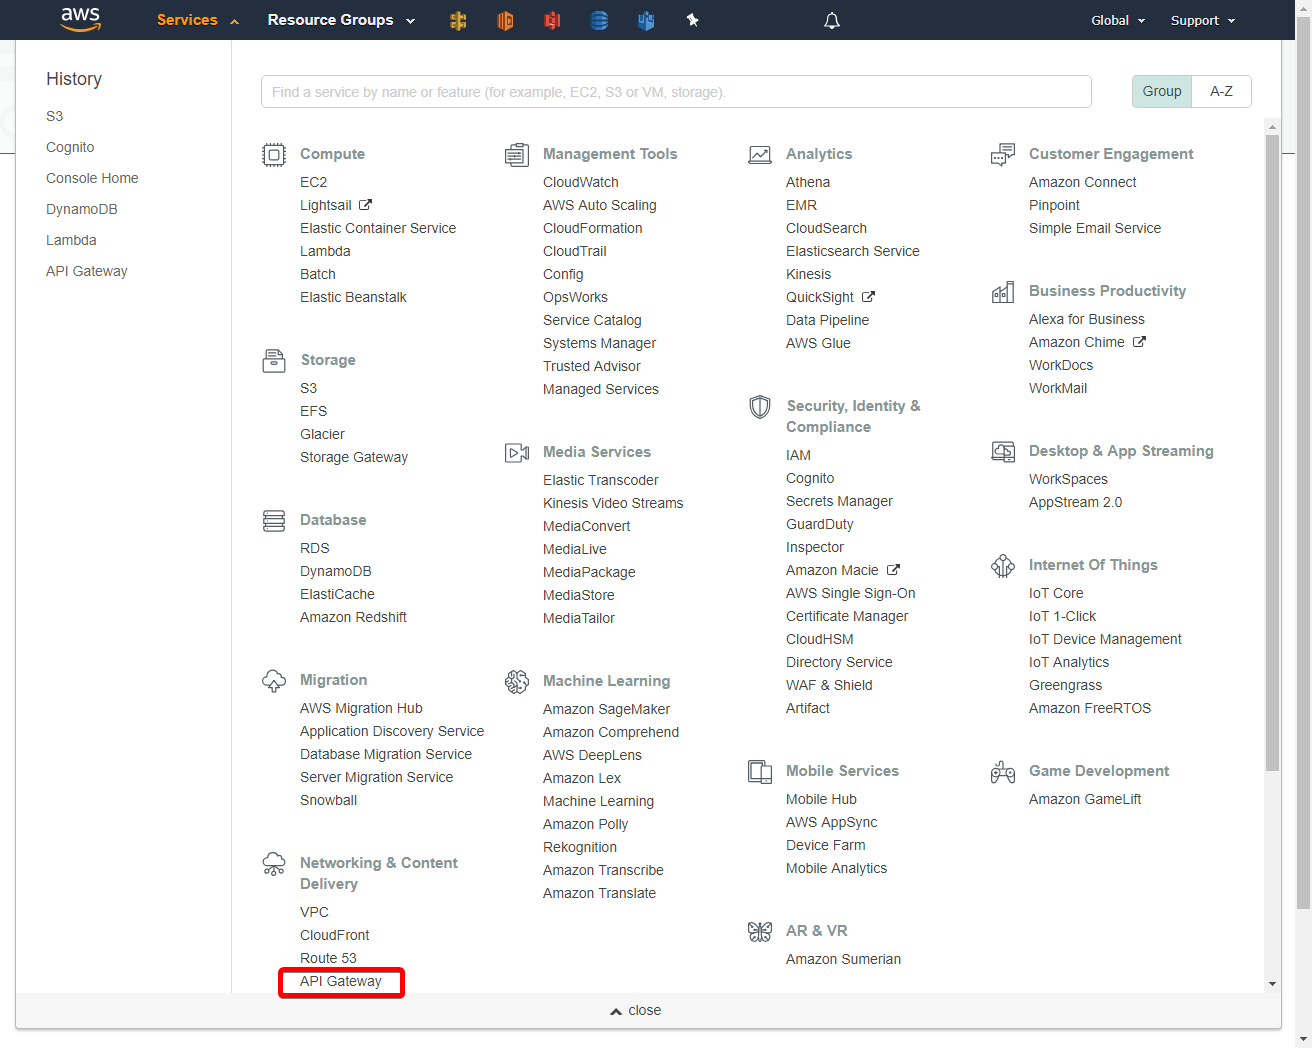 aws
Services
Resource Groups
Global
Support
History
S3
Cognito
Console Home
DynamoDB
Lambda
API Gateway
Find a service by name or feature (for example, EC2, S3 or VM, storage).
Group
A-Z
Compute
EC2
Lightsail
Elastic Container Service
Lambda
Batch
Elastic Beanstalk
Storage
S3
EFS
Glacier
Storage Gateway
Database
RDS
DynamoDB
ElastiCache
Amazon Redshift
Migration
AWS Migration Hub
Application Discovery Service
Database Migration Service
Server Migration Service
Snowball
Networking & Content
Delivery
VPC
CloudFront
Route 53
API Gateway
Management Tools
CloudWatch
AWS Auto Scaling
CloudFormation
CloudTrail
Config
OpsWorks
Service Catalog
Systems Manager
Trusted Advisor
Managed Services
Media Services
Elastic Transcoder
Kinesis Video Streams
MediaConvert
MediaLive
MediaPackage
MediaStore
MediaTailor
Machine Learning
Amazon SageMaker
Amazon Comprehend
AWS DeepLens
Amazon Lex
Machine Learning
Amazon Polly
Rekognition
Amazon Transcribe
Amazon Translate
Analytics
Athena
EMR
CloudSearch
Elasticsearch Service
Kinesis
QuickSight
Data Pipeline
AWS Glue
Security, Identity &
Compliance
IAM
Cognito
Secrets Manager
GuardDuty
Inspector
Amazon Macie
AWS Single Sign-On
Certificate Manager
CloudHSM
Directory Service
WAF & Shield
Artifact
Mobile Services
Mobile Hub
AWS AppSync
Device Farm
Mobile Analytics
AR & VR
Amazon Sumerian
Customer Engagement
Amazon Connect
Pinpoint
Simple Email Service
Business Productivity
Alexa for Business
Amazon Chime
WorkDocs
WorkMail
Desktop & App Streaming
WorkSpaces
AppStream 2.0
Internet Of Things
IoT Core
IoT 1-Click
IoT Device Management
IoT Analytics
Greengrass
Amazon FreeRTOS
Game Development
Amazon GameLift
close